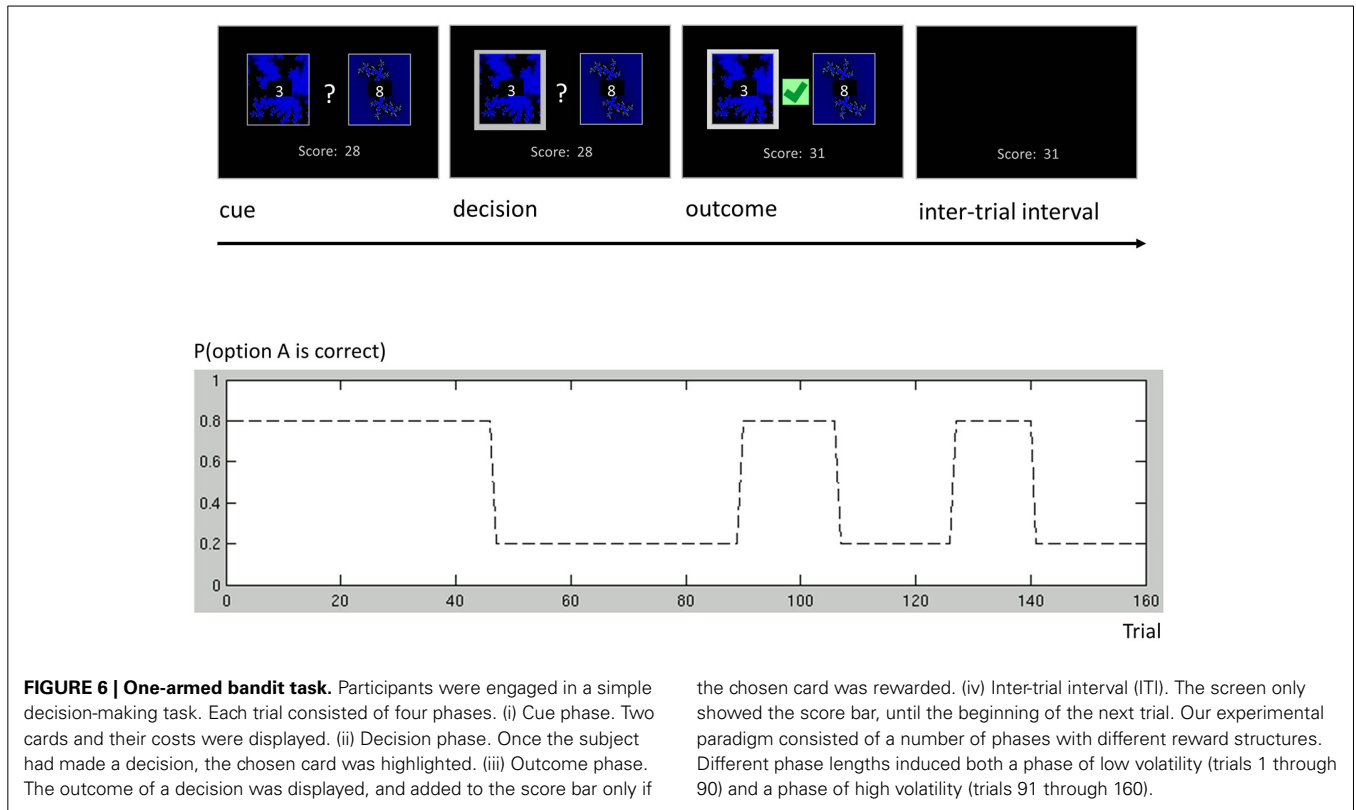 3 ? 8
Score: 28
3 ? 8
Score: 28
3 8
Score: 31
Score: 31
cue
decision
outcome
inter-trial interval
P(option A is correct)
1
0.8
0.6
0.4
0.2
0
0 20 40 60 80 100 120 140 160
Trial
FIGURE 6 | One-armed bandit task. Participants were engaged in a simple
decision-making task. Each trial consisted of four phases. (i) Cue phase. Two
cards and their costs were displayed. (ii) Decision phase. Once the subject
had made a decision, the chosen card was highlighted. (iii) Outcome phase.
The outcome of a decision was displayed, and added to the score bar only if
the chosen card was rewarded. (iv) Inter-trial interval (ITI). The screen only
showed the score bar, until the beginning of the next trial. Our experimental
paradigm consisted of a number of phases with different reward structures.
Different phase lengths induced both a phase of low volatility (trials 1 through
90) and a phase of high volatility (trials 91 through 160).